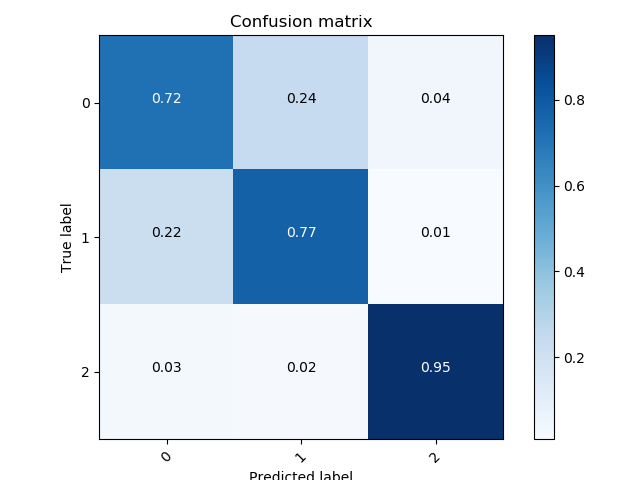 Confusion matrix
0 0.72 0.24 0.04
1 0.22 0.77 0.01
2 0.03 0.02 0.95
0 1 2
True label
Predicted label
0.8
0.6
0.4
0.2